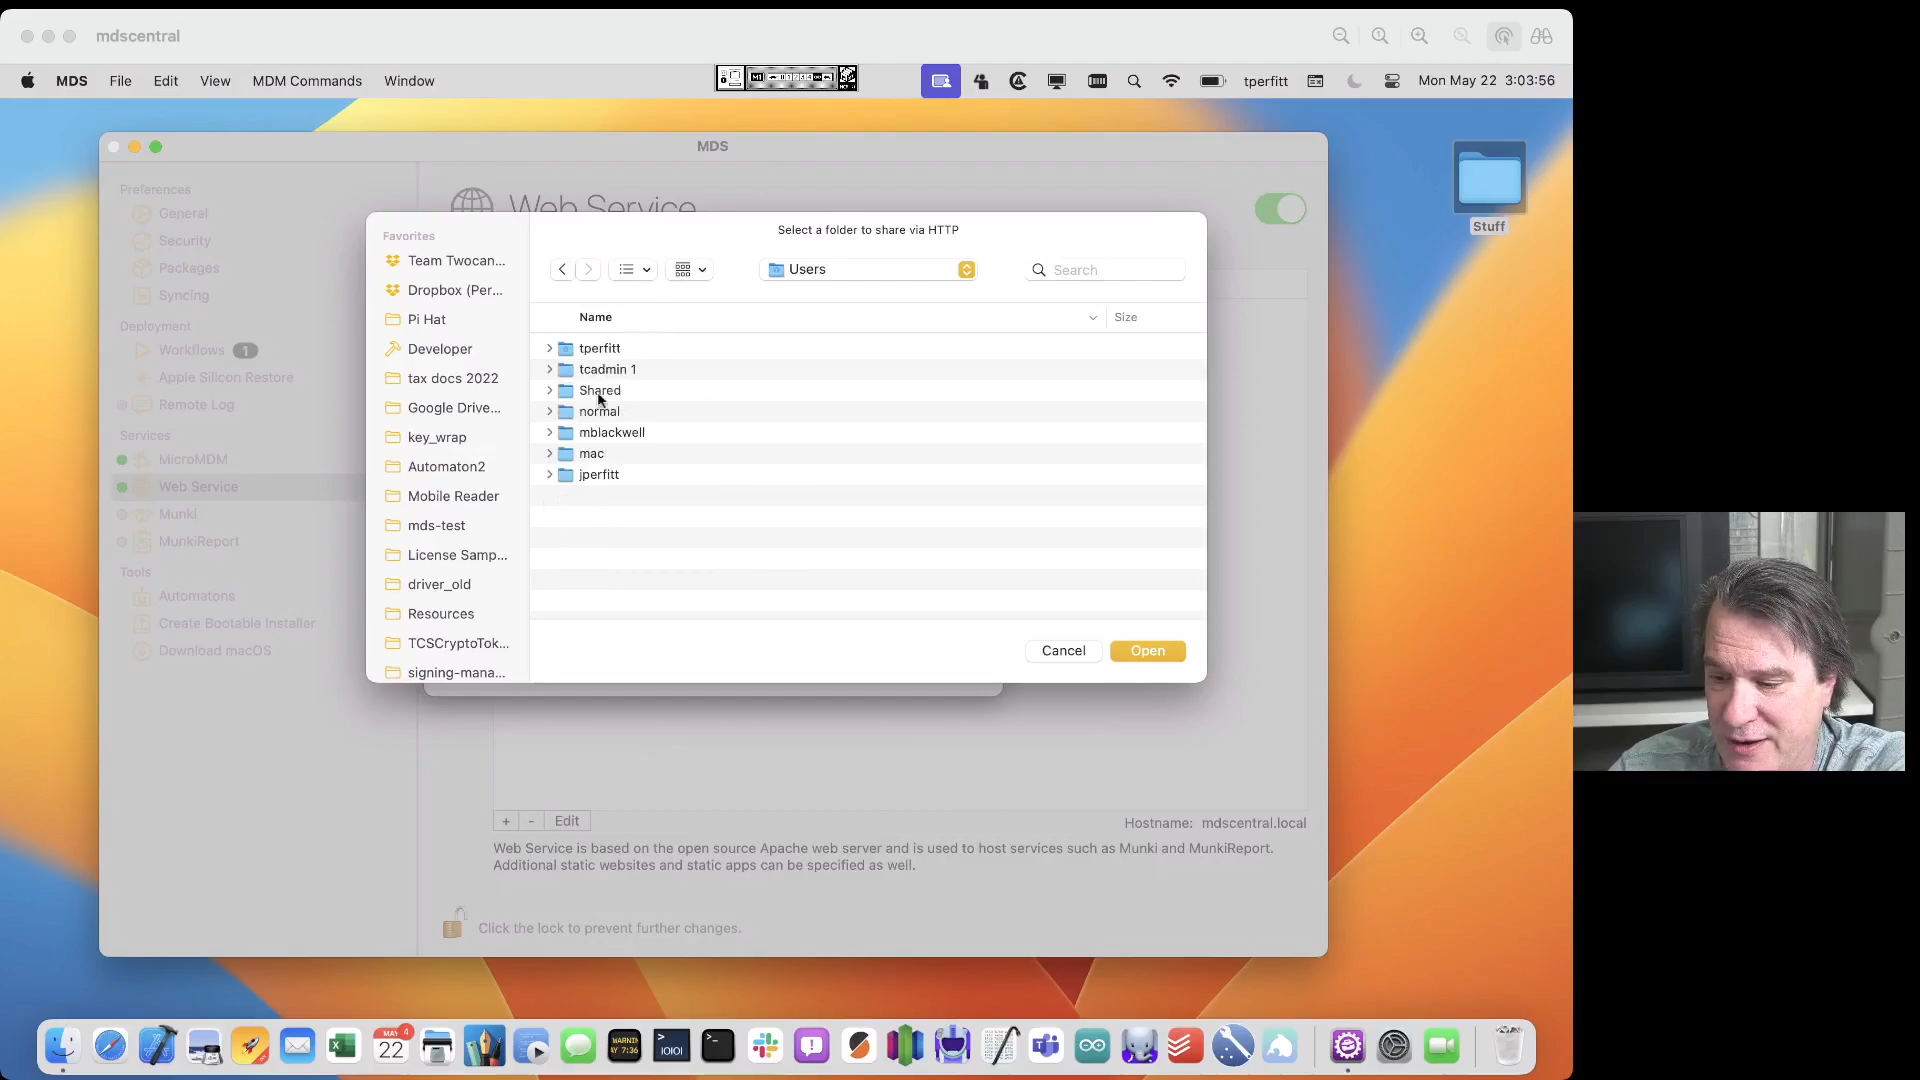 mdscentral
MDS File Edit View MDM Commands Window
tperfitt Mon May 22 3:03:56
MDS
Stuff
Preferences
General
Security
Packages
Syncing
Deployment
Workflows 1
Apple Silicon Restore
Remote Log
Services
MicroMDM
Web Service
Munki
MunkiReport
Tools
Automatons
Create Bootable Installer
Download macOS
Web Service
Select a folder to share via HTTP
Favorites
Team Twocan...
Dropbox (Per...
Pi Hat
Developer
tax docs 2022
Google Drive...
key_wrap
Automaton2
Mobile Reader
mds-test
License Samp...
driver_old
Resources
TCSCryptoTok...
signing-mana...
Users
Search
Name Size
tperfitt
tcadmin 1
Shared
normal
mblackwell
mac
jperfitt
Cancel Open
+ - Edit
Hostname: mdscentral.local
Web Service is based on the open source Apache web server and is used to host services such as Munki and MunkiReport.
Additional static websites and static apps can be specified as well.
Click the lock to prevent further changes.
MAY 4
22